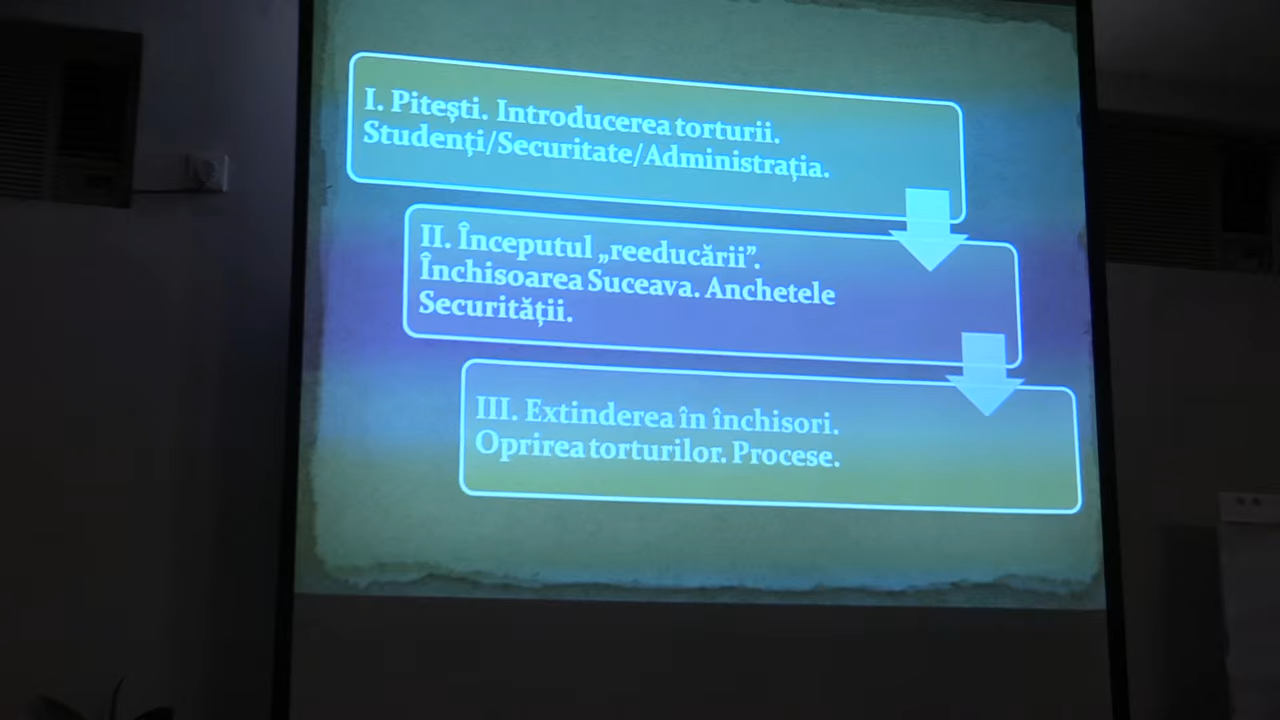 I. Pitești. Introducerea torturii.
Studenți/Securitate/Administrația.
II. Începutul „reeducării”.
Închisoarea Suceava. Anchetele
Securității.
III. Extinderea în închisori.
Oprirea torturilor. Procese.